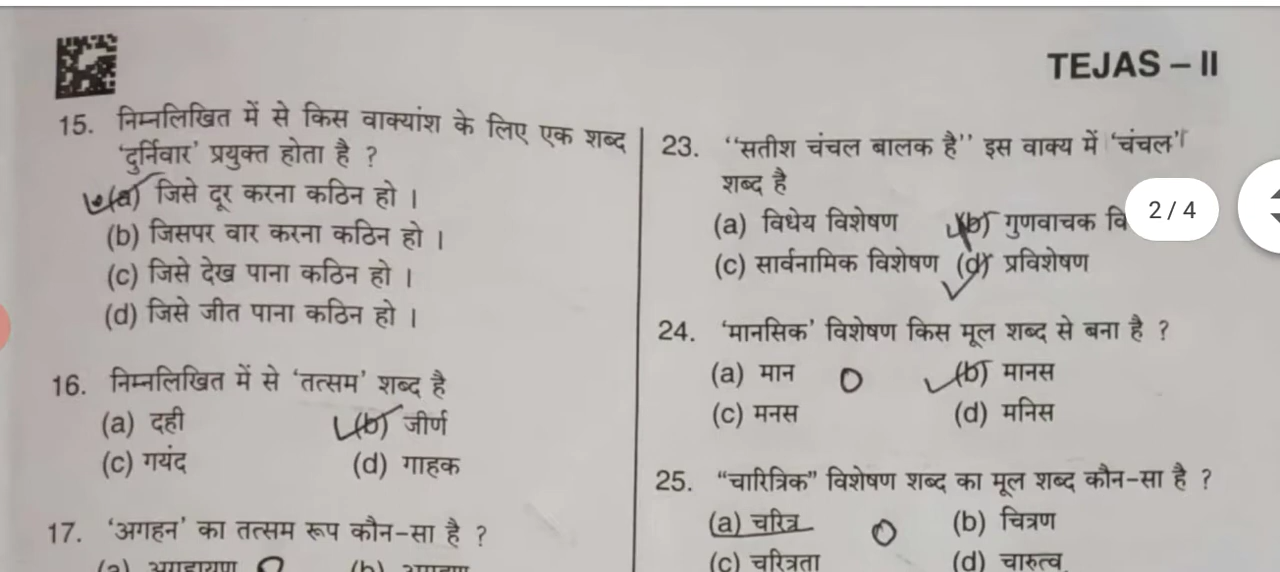 TEJAS – II
15. निम्नलिखित में से किस वाक्यांश के लिए एक शब्द
'दुर्निवार' प्रयुक्त होता है ?
(a) जिसे दूर करना कठिन हो ।
(b) जिसपर वार करना कठिन हो ।
(c) जिसे देख पाना कठिन हो ।
(d) जिसे जीत पाना कठिन हो ।
16. निम्नलिखित में से 'तत्सम' शब्द है
(a) दही (b) जीर्ण
(c) गयंद (d) गाहक
17. 'अगहन' का तत्सम रूप कौन-सा है ?
23. ''सतीश चंचल बालक है'' इस वाक्य में 'चंचल'
शब्द है
(a) विधेय विशेषण (b) गुणवाचक
2 / 4
(c) सार्वनामिक विशेषण (d) प्रविशेषण
24. 'मानसिक' विशेषण किस मूल शब्द से बना है ?
(a) मान (b) मानस
(c) मनस (d) मनिस
25. "चारित्रिक" विशेषण शब्द का मूल शब्द कौन-सा है ?
(a) चरित्र (b) चित्रण
(c) चरित्रता (d) चारुत्व